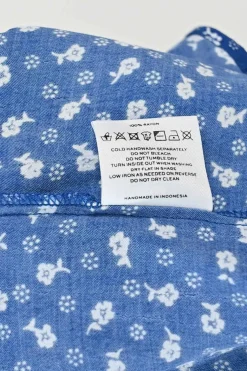 100% RAYON
COLD HANDWASH SEPARATELY
DO NOT BLEACH
DO NOT TUMBLE DRY
TURN INSIDE OUT WHEN WASHING
DRY FLAT IN SHADE
LOW IRON AS NEEDED ON REVERSE
DO NOT DRY CLEAN
HANDMADE IN INDONESIA